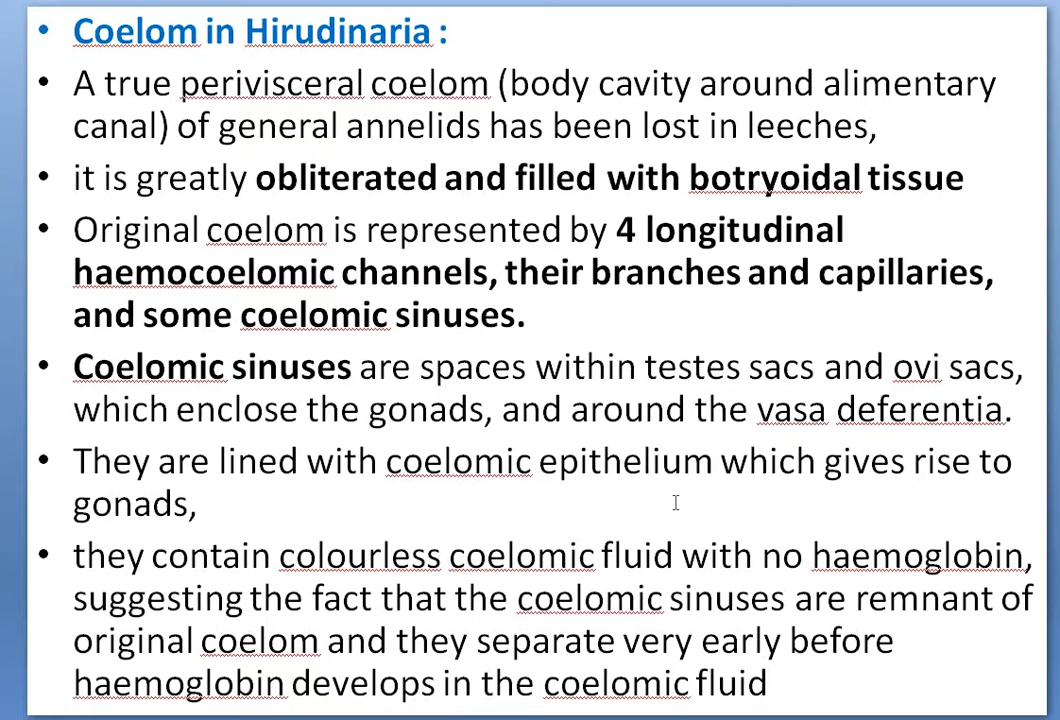 • Coelom in Hirudinaria :
• A true perivisceral coelom (body cavity around alimentary
canal) of general annelids has been lost in leeches,
• it is greatly obliterated and filled with botryoidal tissue
• Original coelom is represented by 4 longitudinal
haemocoelomic channels, their branches and capillaries,
and some coelomic sinuses.
• Coelomic sinuses are spaces within testes sacs and ovi sacs,
which enclose the gonads, and around the vasa deferentia.
• They are lined with coelomic epithelium which gives rise to
gonads,
• they contain colourless coelomic fluid with no haemoglobin,
suggesting the fact that the coelomic sinuses are remnant of
original coelom and they separate very early before
haemoglobin develops in the coelomic fluid